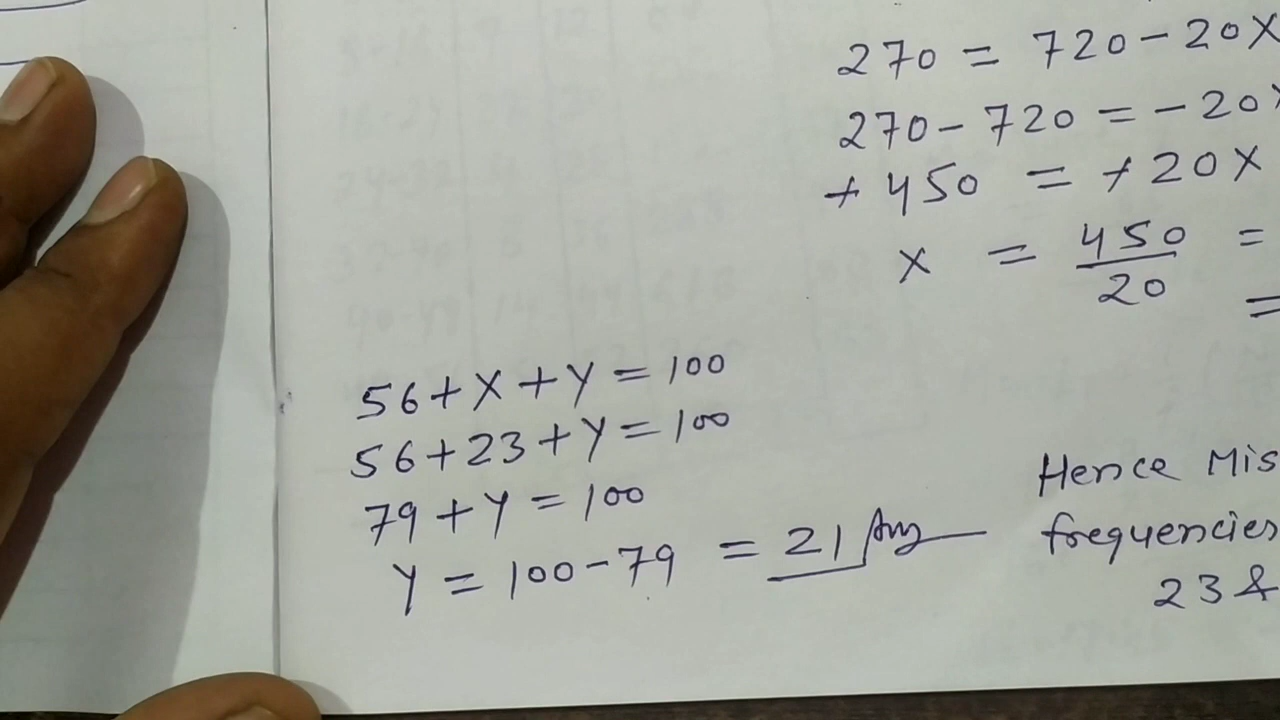 270 = 720 - 20X
270 - 720 = - 20X
+ 450 = + 20X
X = 450/20 =
=
56 + X + Y = 100
56 + 23 + Y = 100
79 + Y = 100
Y = 100 - 79 = 21 Ans
Hence Mis
frequencies
23 &